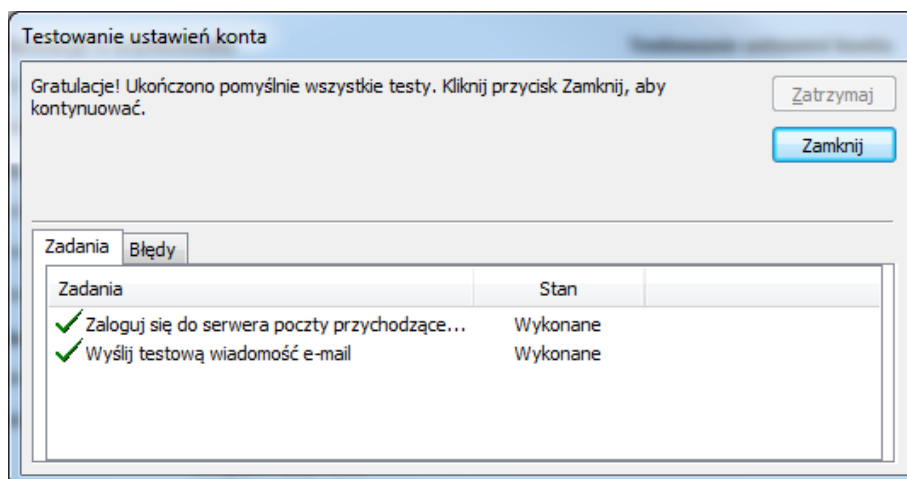 Testowanie ustawień konta
Gratulacje! Ukończono pomyślnie wszystkie testy. Kliknij przycisk Zamknij, aby
kontynuować.
Zatrzymaj
Zamknij
Zadania Błędy
Zadania Stan
Zaloguj się do serwera poczty przychodzące... Wykonane
Wyślij testową wiadomość e-mail Wykonane